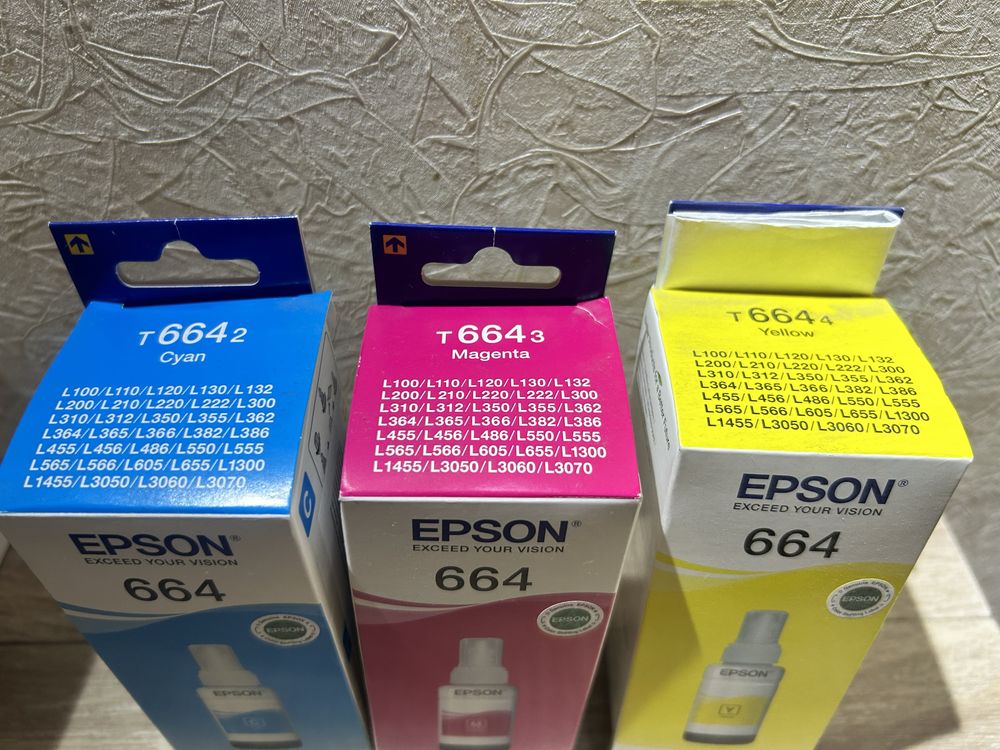 T6642
Cyan
L100/L110/L120/L130/L132
L200/L210/L220/L222/L300
L310/L312/L350/L355/L362
L364/L365/L366/L382/L386
L455/L456/L486/L550/L555
L565/L566/L605/L655/L1300
L1455/L3050/L3060/L3070
C
EPSON®
EXCEED YOUR VISION
664
EPSON
EPSON
C
T6643
Magenta
L100/L110/L120/L130/L132
L200/L210/L220/L222/L300
L310/L312/L350/L355/L362
L364/L365/L366/L382/L386
L455/L456/L486/L550/L555
L565/L566/L605/L655/L1300
L1455/L3050/L3060/L3070
EPSON®
EXCEED YOUR VISION
664
EPSON
EPSON
M
T6644
Yellow
L100/L110/L120/L130/L132
L200/L210/L220/L222/L300
L310/L312/L350/L355/L362
L364/L365/L366/L382/L386
L455/L456/L486/L550/L555
L565/L566/L605/L655/L1300
L1455/L3050/L3060/L3070
EPSON®
EXCEED YOUR VISION
664
EPSON
EPSON
Y